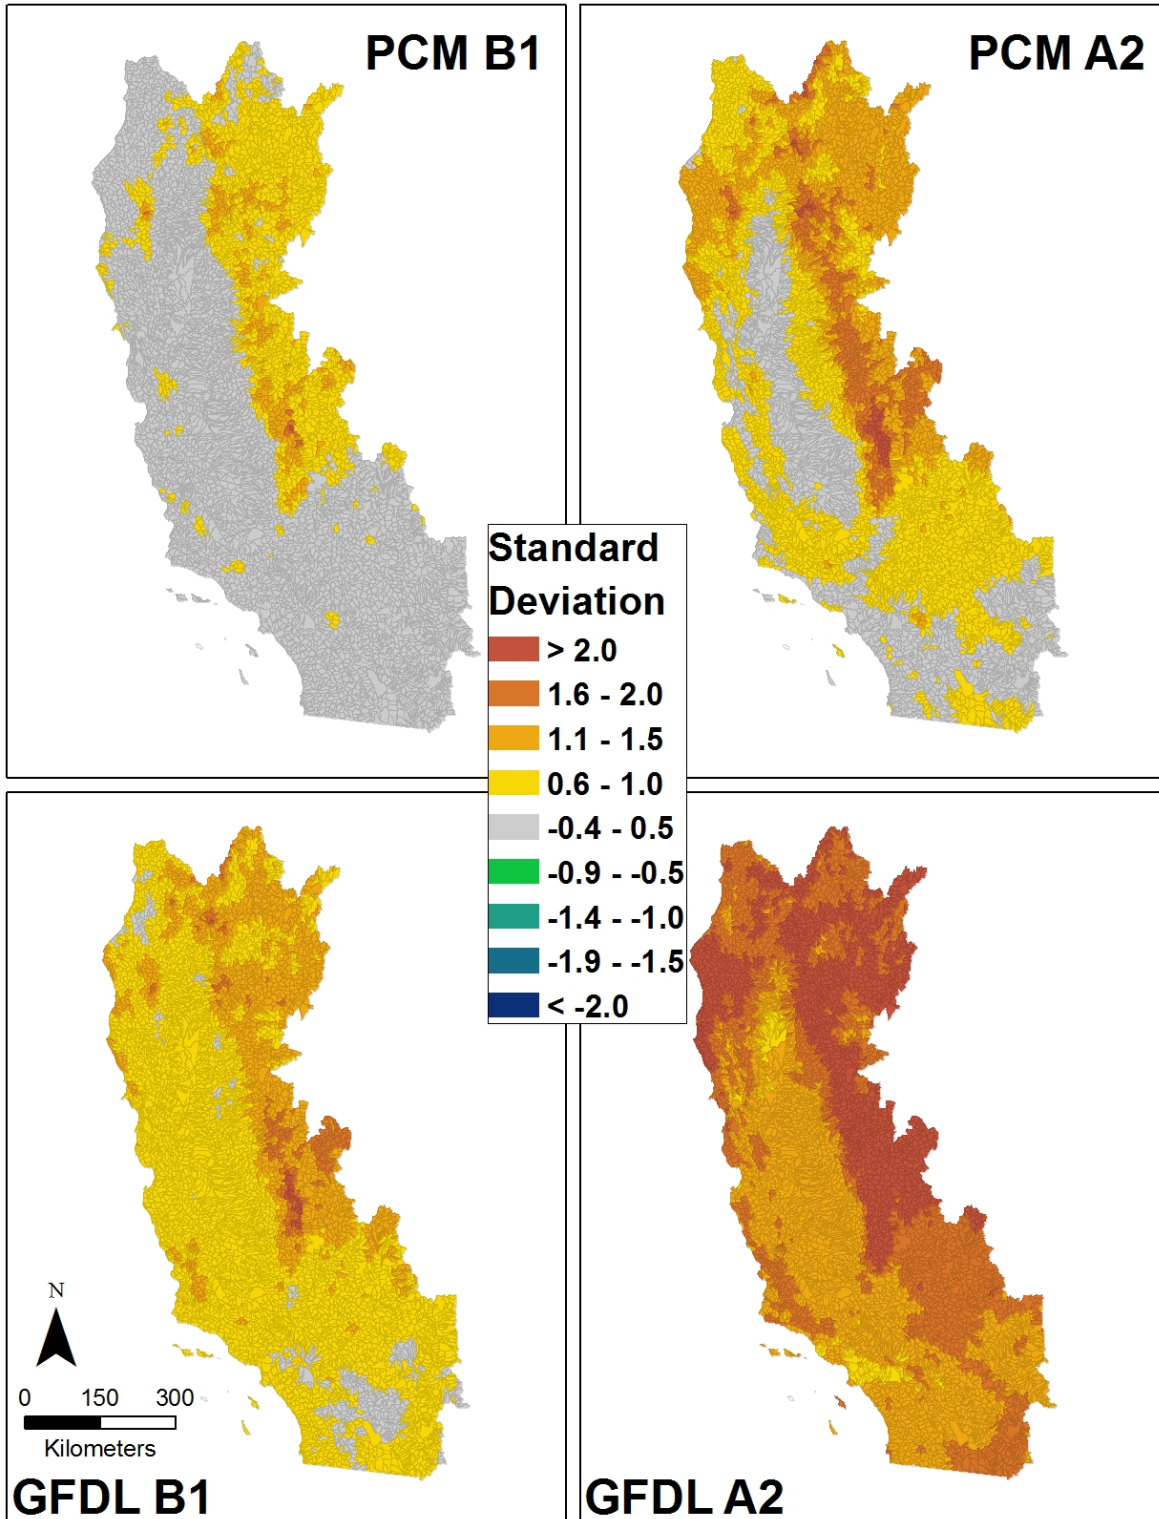 PCM B1
PCM A2
Standard
Deviation
> 2.0
1.6 - 2.0
1.1 - 1.5
0.6 - 1.0
-0.4 - 0.5
-0.9 - -0.5
-1.4 - -1.0
-1.9 - -1.5
< -2.0
N
0 150 300
Kilometers
GFDL B1
GFDL A2